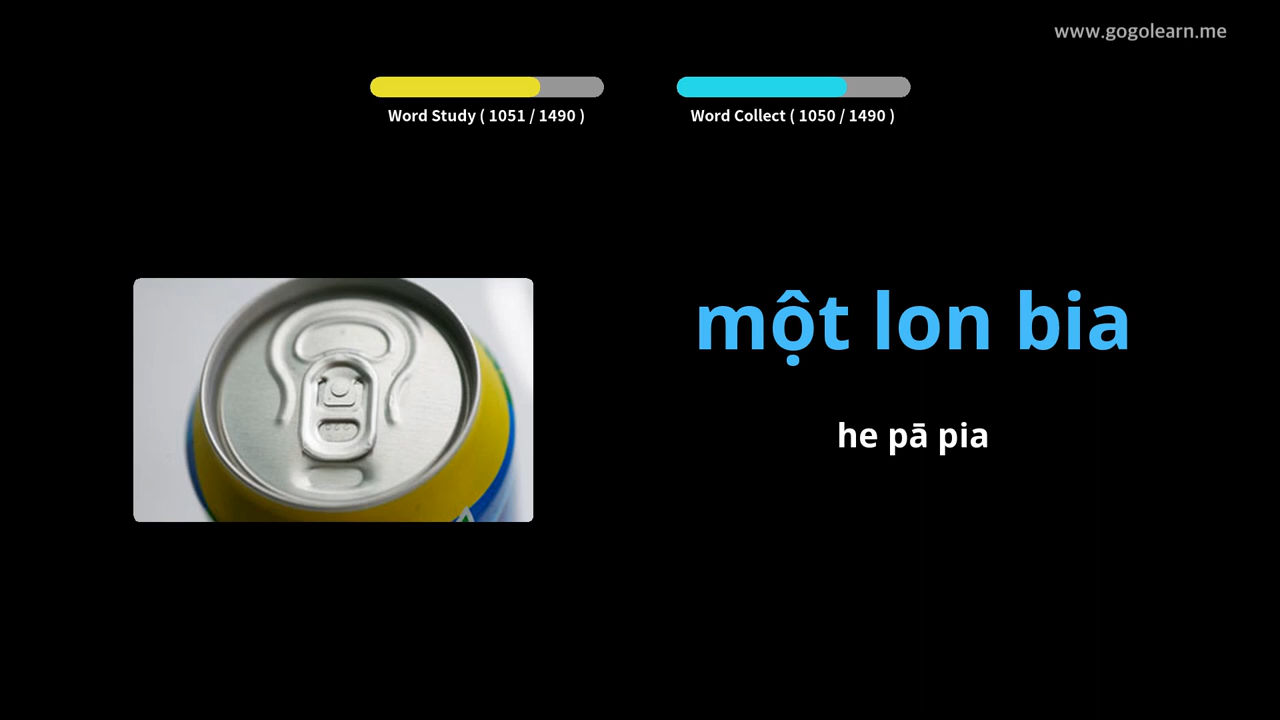 www.gogolearn.me
Word Study ( 1051 / 1490 )
Word Collect ( 1050 / 1490 )
một lon bia
he pā pia